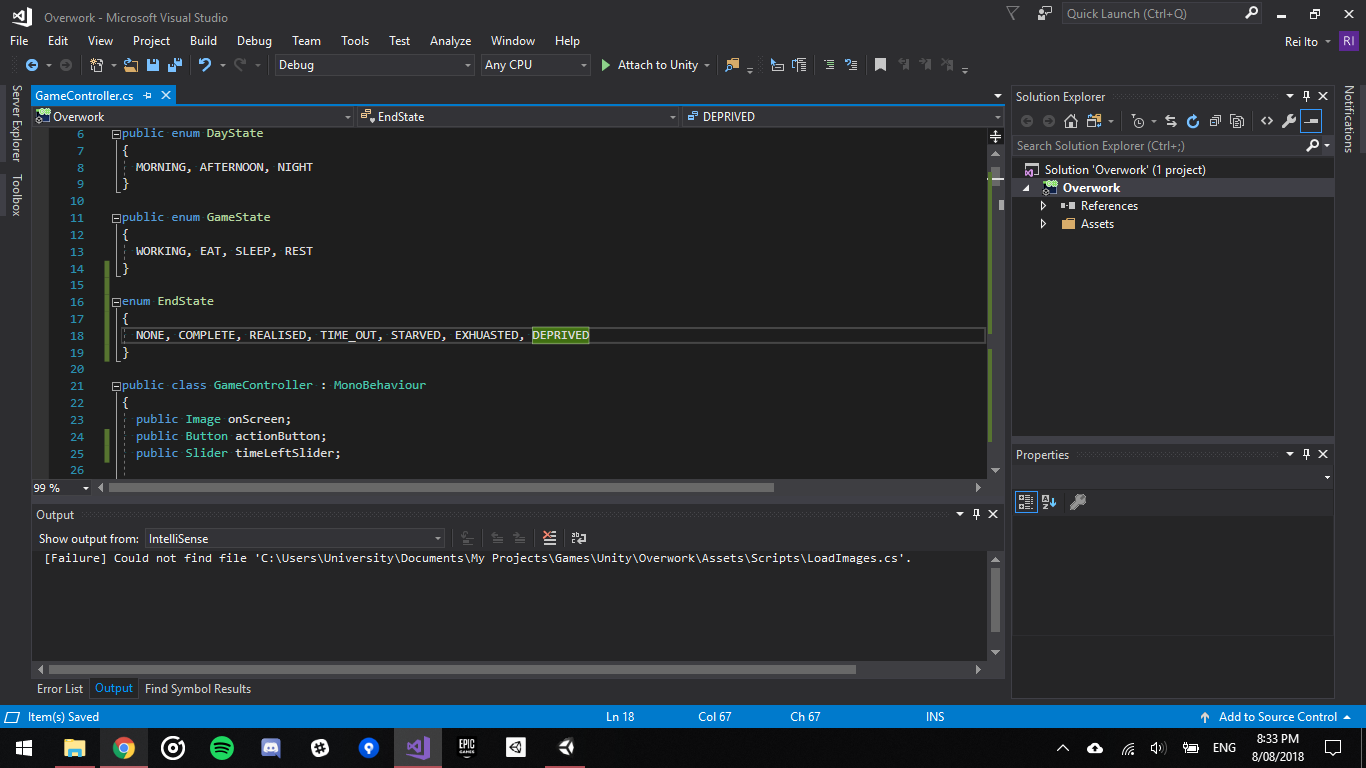 Overwork - Microsoft Visual Studio
Quick Launch (Ctrl+Q)
File Edit View Project Build Debug Team Tools Test Analyze Window Help
Rei Ito RI
Debug Any CPU Attach to Unity
Server Explorer
Toolbox
GameController.cs
Overwork EndState DEPRIVED
6 public enum DayState
7 {
8 MORNING, AFTERNOON, NIGHT
9 }
10
11 public enum GameState
12 {
13 WORKING, EAT, SLEEP, REST
14 }
15
16 enum EndState
17 {
18 NONE, COMPLETE, REALISED, TIME_OUT, STARVED, EXHUASTED, DEPRIVED
19 }
20
21 public class GameController : MonoBehaviour
22 {
23 public Image onScreen;
24 public Button actionButton;
25 public Slider timeLeftSlider;
26
99 %
Output
Show output from: IntelliSense
[Failure] Could not find file 'C:\Users\University\Documents\My Projects\Games\Unity\Overwork\Assets\Scripts\LoadImages.cs'.
Error List Output Find Symbol Results
Solution Explorer
Search Solution Explorer (Ctrl+;)
Solution 'Overwork' (1 project)
Overwork
References
Assets
Properties
Notifications
Item(s) Saved Ln 18 Col 67 Ch 67 INS Add to Source Control
EPIC GAMES
ENG
8:33 PM
8/08/2018